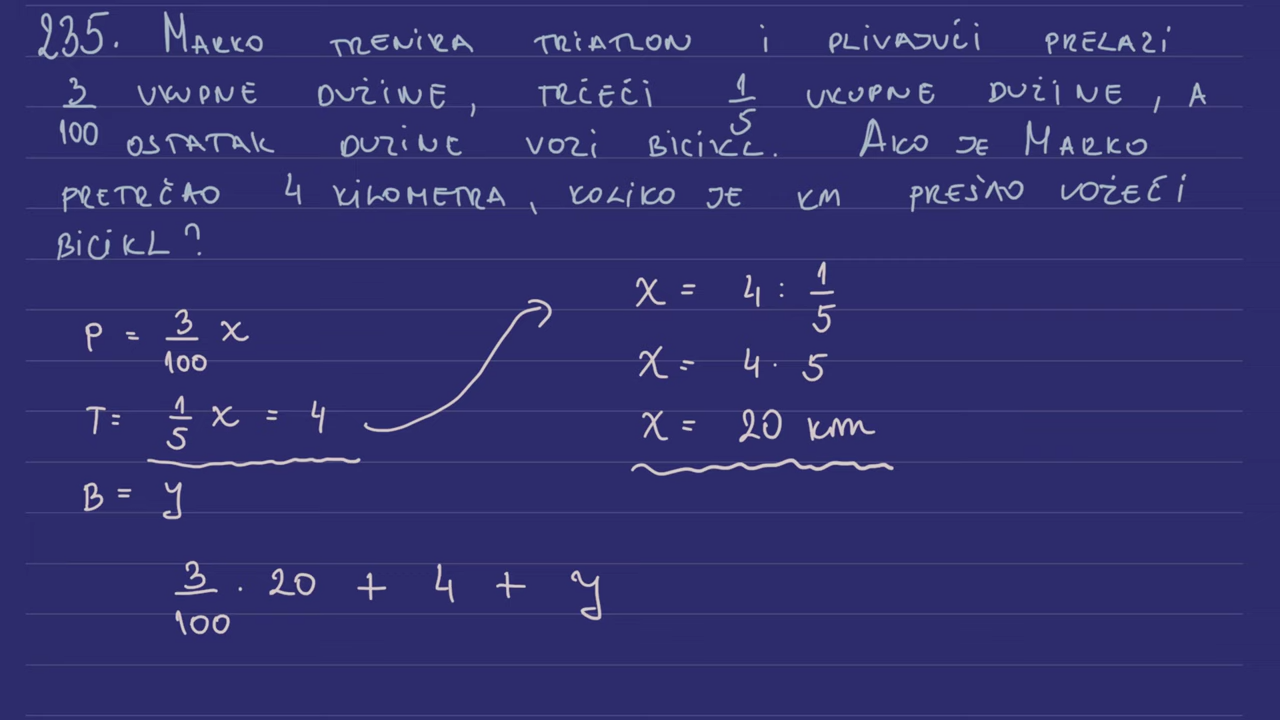 235. MARKO TRENIRA TRIATLON I PLIVAJUĆI PRELAZI
3/100 UKUPNE DUŽINE, TRČEĆI 1/5 UKUPNE DUŽINE, A
OSTATAK DUZINE VOZI BICIKL. AKO JE MARKO
PRETRČAO 4 KILOMETRA, KOLIKO JE KM PREŠAO VOŽEĆI
BICIKL?
P = 3/100 x
T = 1/5 x = 4
B = y
x = 4 : 1/5
x = 4 · 5
x = 20 km
3/100 · 20 + 4 + y